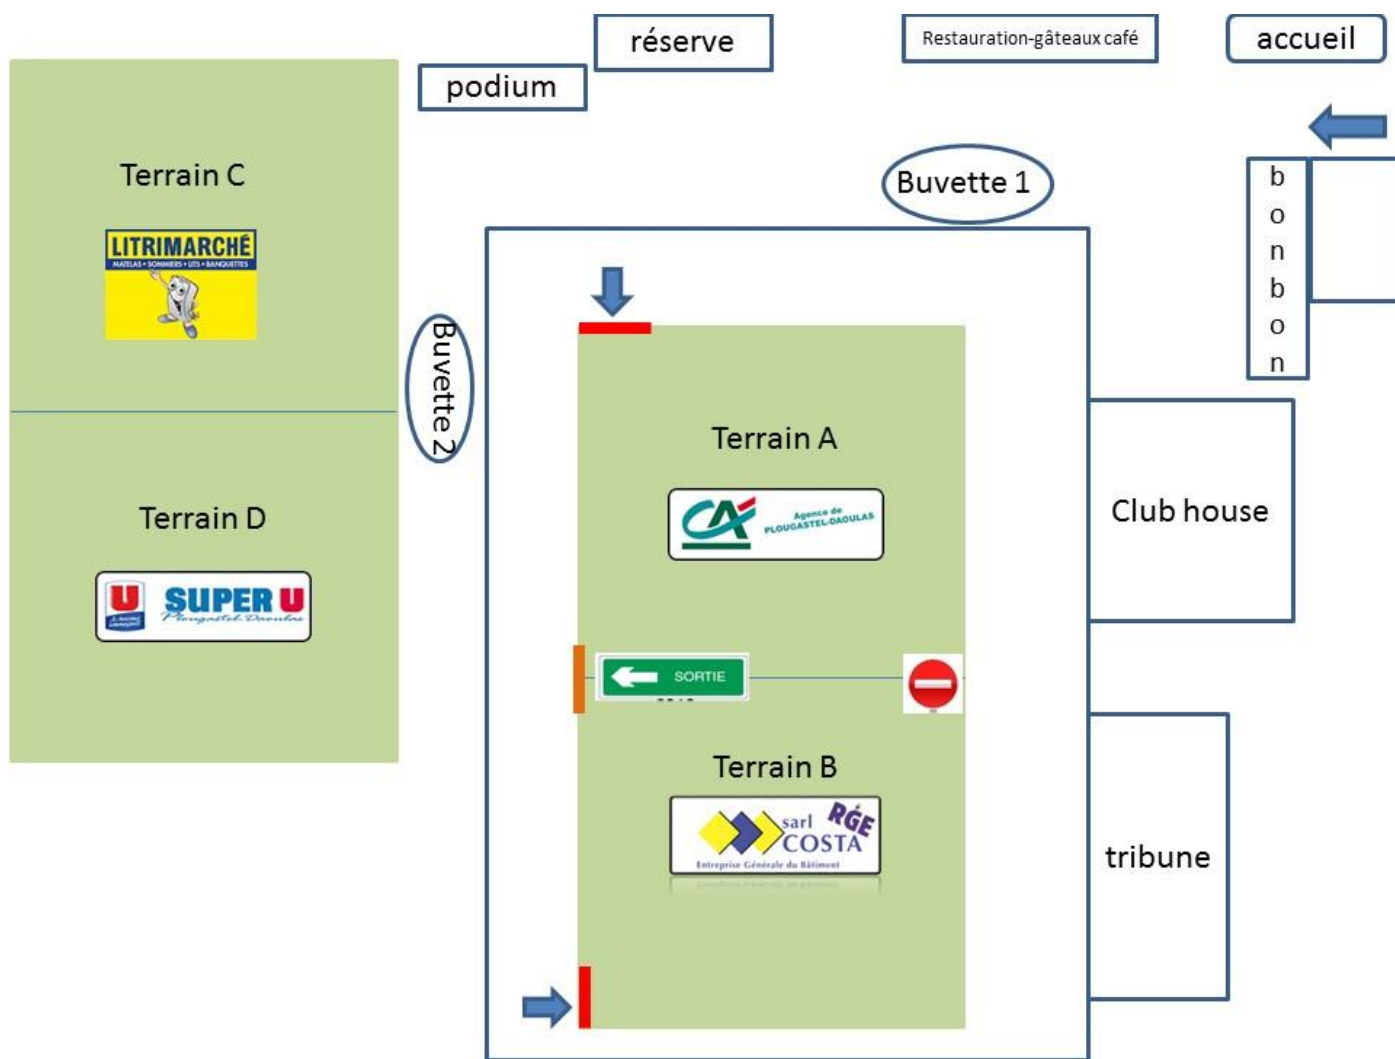 réserve
Restauration-gâteaux café
accueil
podium
Terrain C
LITRIMARCHÉ
MATELAS • SOMMIERS • LITS • BANQUETTES
Buvette 1
b
o
n
b
o
n
Buvette 2
Terrain A
CA
Agence de
PLOUGASTEL-DAOULAS
Club house
Terrain D
U
SUPER U
Plougastel-Daoulas
SORTIE
Terrain B
RGE
sarl
COSTA
Entreprise Générale du Bâtiment
tribune